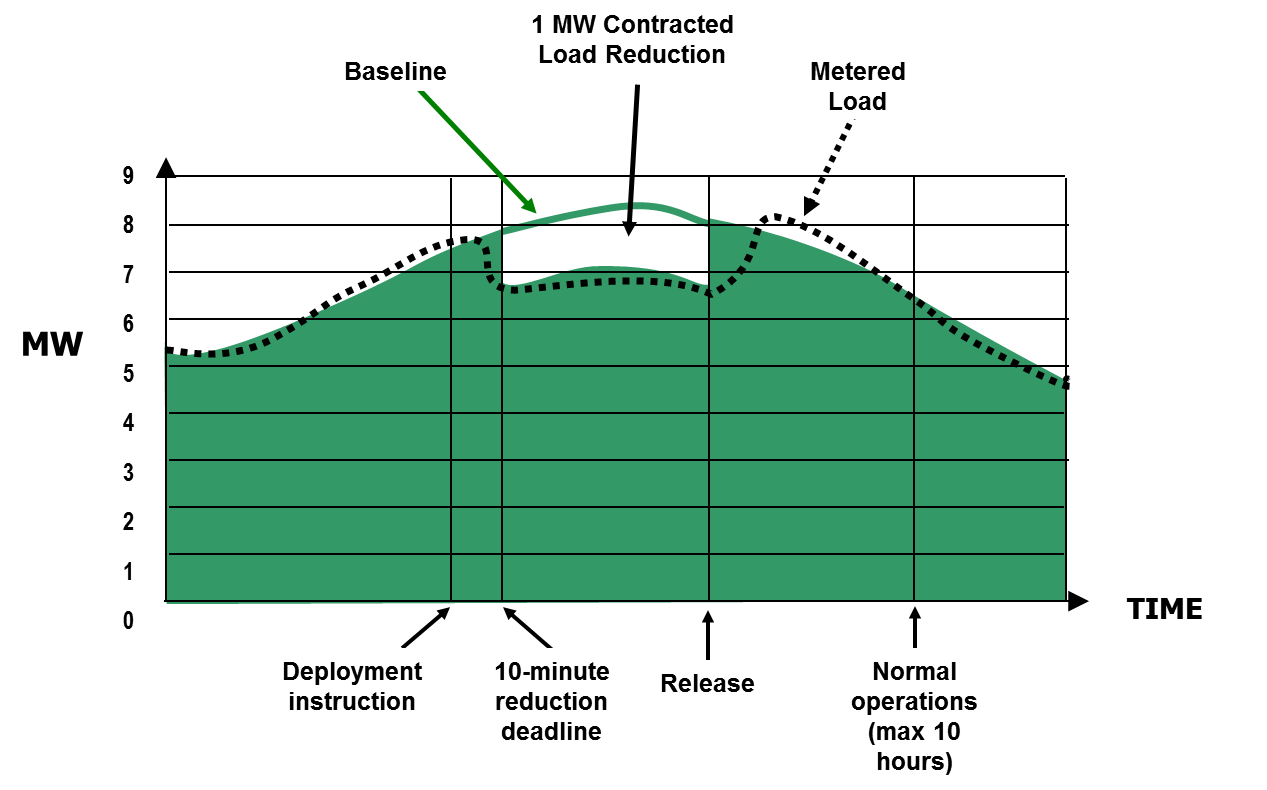 1 MW Contracted
Load Reduction
Baseline
Metered
Load
9
8
7
6
MW
5
4
3
2
1
0
TIME
Deployment
instruction
10-minute
reduction
deadline
Release
Normal
operations
(max 10
hours)